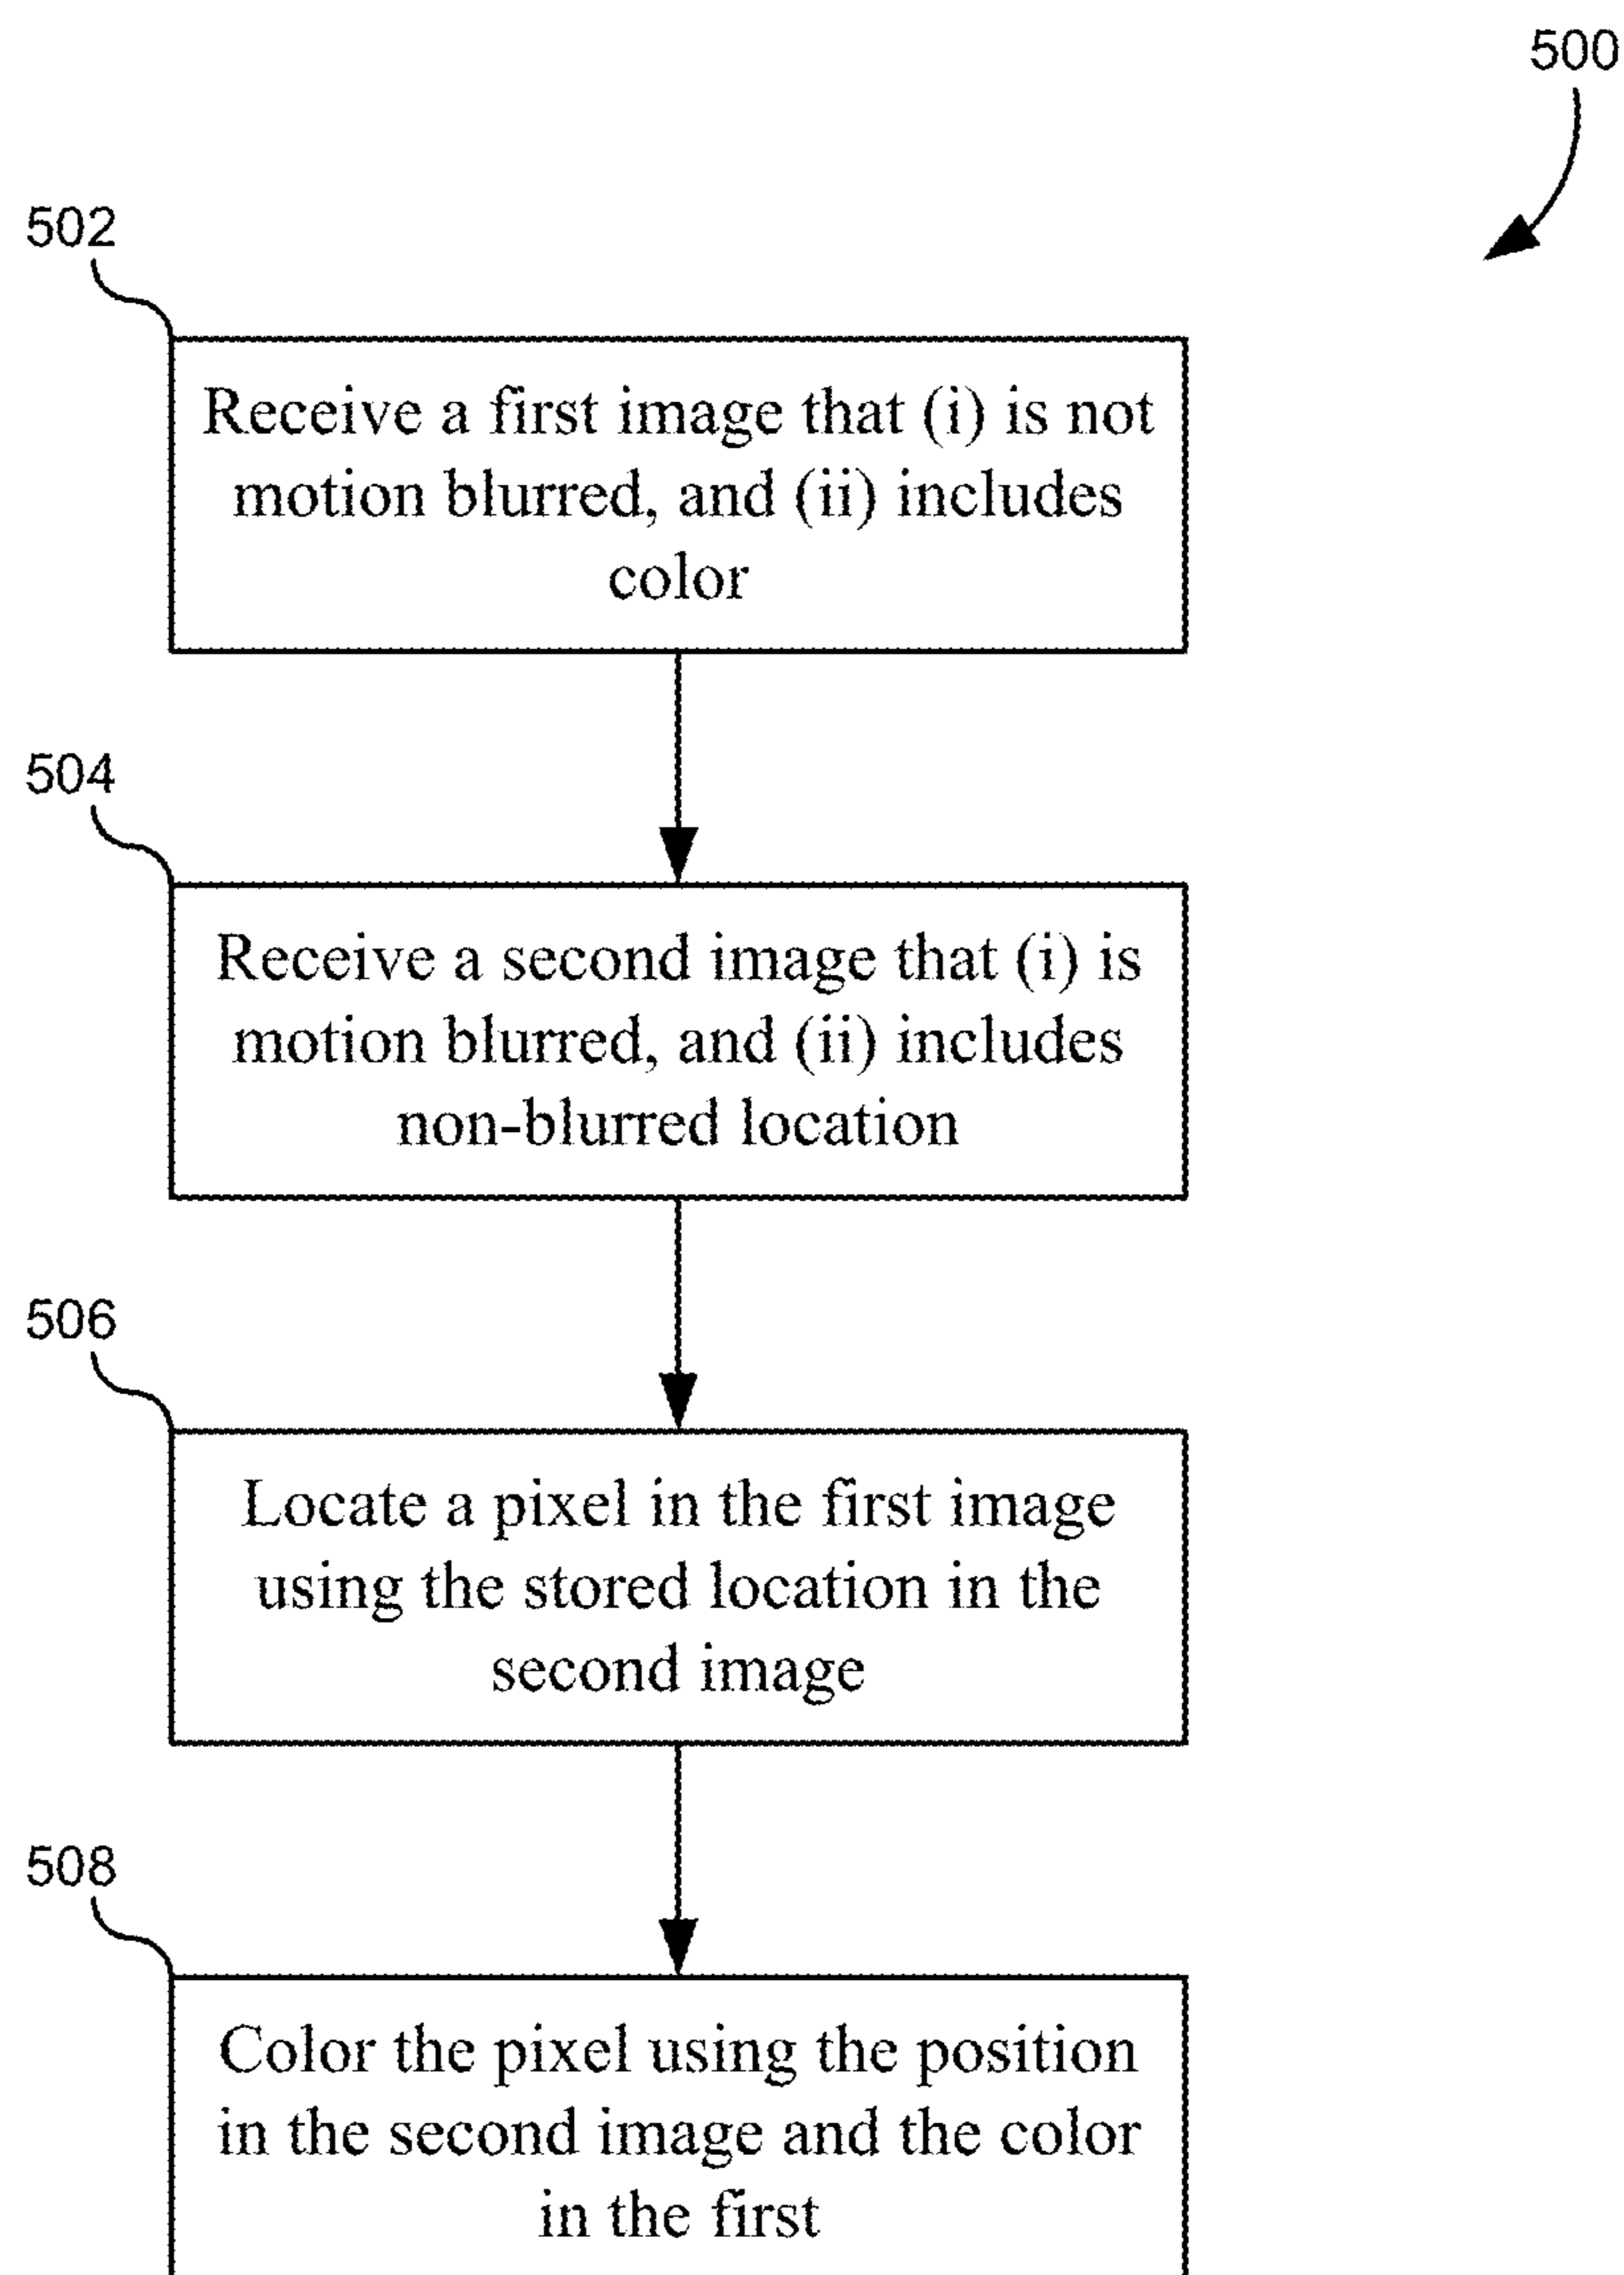 500
502
Receive a first image that (i) is not
motion blurred, and (ii) includes
color
504
Receive a second image that (i) is
motion blurred, and (ii) includes
non-blurred location
506
Locate a pixel in the first image
using the stored location in the
second image
508
Color the pixel using the position
in the second image and the color
in the first